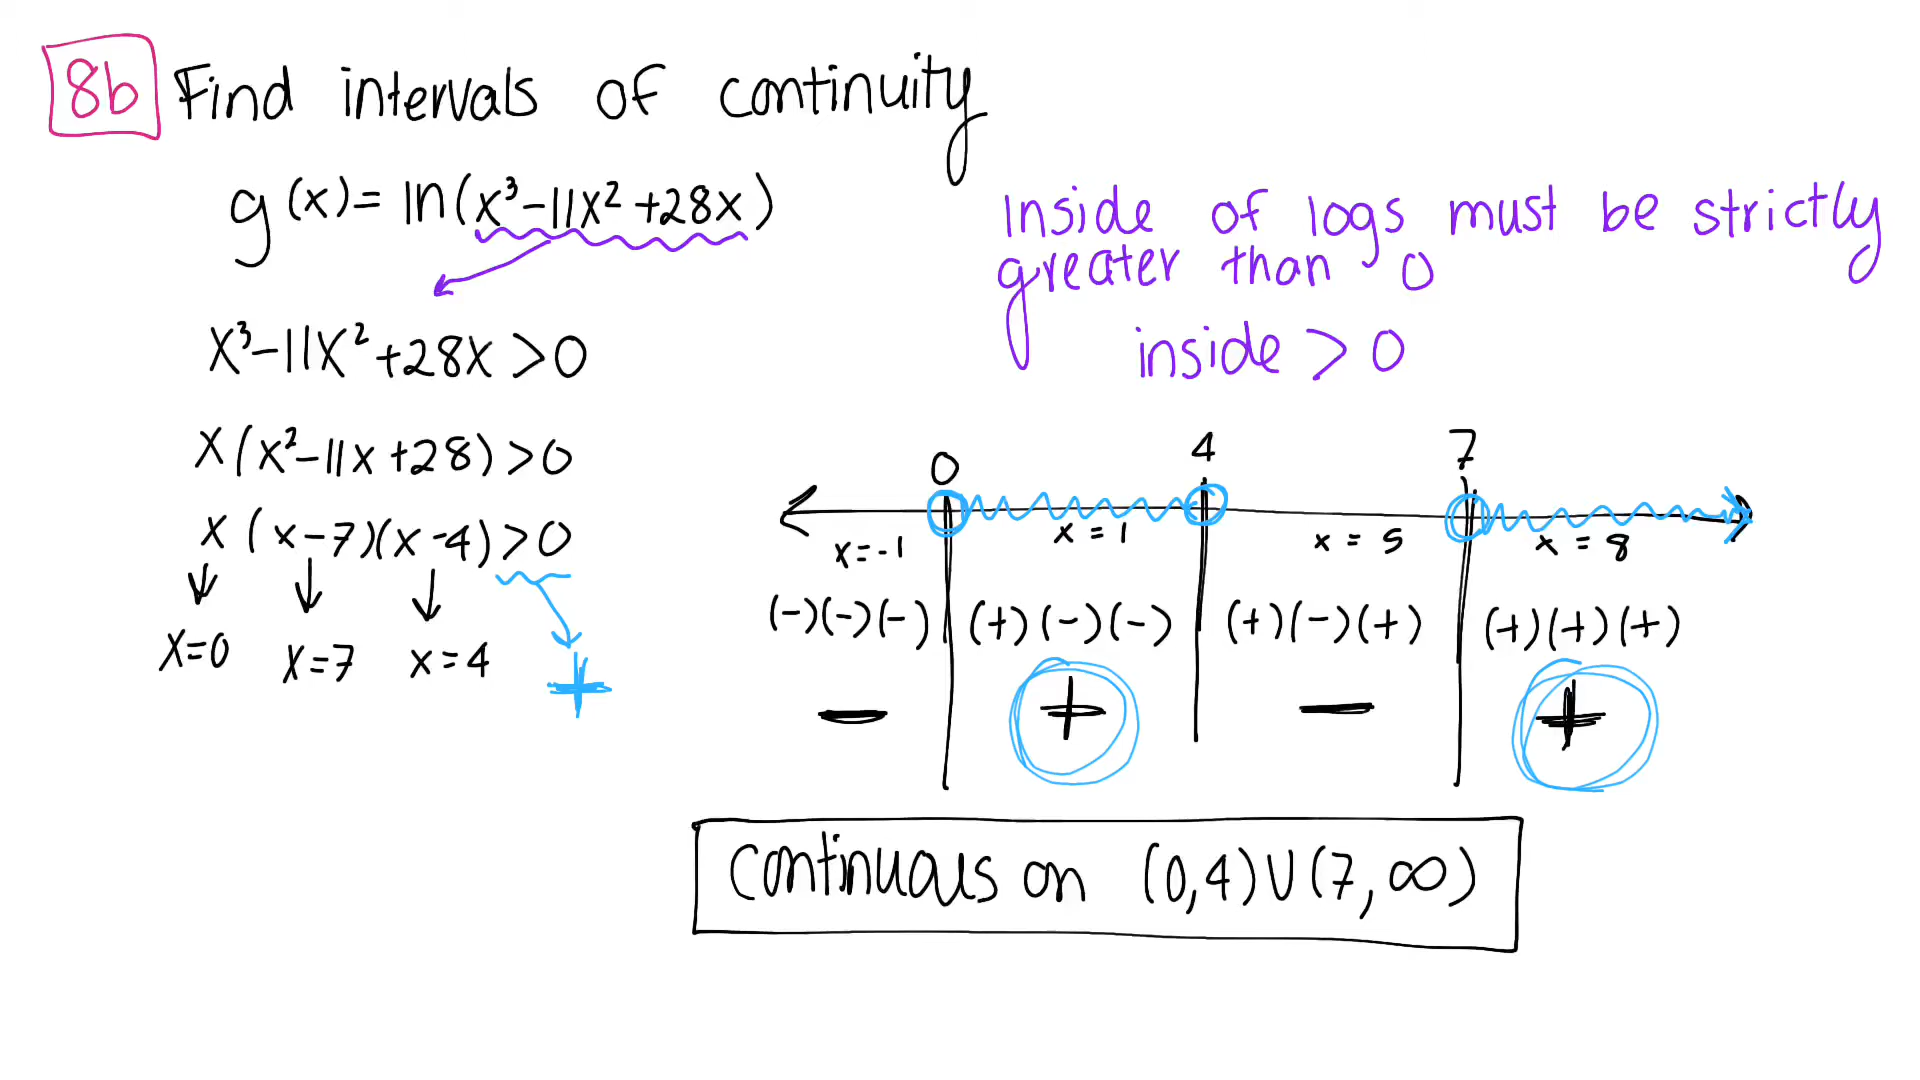 8b Find intervals of continuity
g(x) = ln(x³-11x²+28x)
Inside of logs must be strictly
greater than 0
inside > 0
x³-11x²+28x > 0
x(x²-11x+28) > 0
x(x-7)(x-4) > 0
x=0 x=7 x=4 +
0 4 7
x=-1 x=1 x=5 x=8
(-)(-)(-) (+)(-)(-) (+)(-)(+) (+)(+)(+)
- + - +
Continuous on (0,4)∪(7,∞)